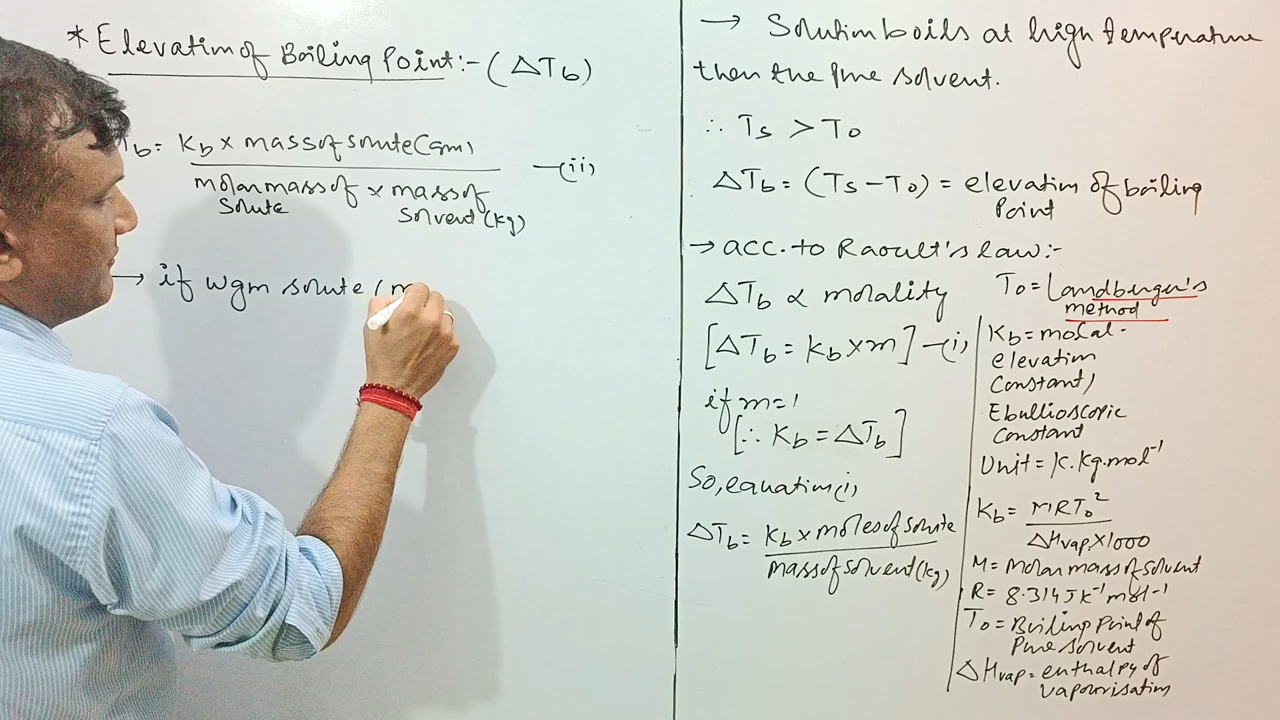 * Elevation of Boiling Point:- (ΔTb)
Tb = Kb × mass of solute (gm)
molar mass of solute × mass of solvent (kg) —(ii)
→ if wgm solute (m
→ Solution boils at high temperature
then the pure solvent.
∴ Ts > To
ΔTb = (Ts - To) = elevation of boiling
Point
→ acc. to Raoult's law:-
ΔTb ∝ molality
[ΔTb = Kb × m] —(i)
if m=1
[∴ Kb = ΔTb]
So, equation (i)
ΔTb = Kb × moles of solute
mass of solvent (kg)
To = Landberger's
method
Kb = molal
elevation
Constant)
Ebullioscopic
Constant
Unit = K.Kg.mol⁻¹
Kb = MRTo²
ΔHvap × 1000
M = molar mass of solvent
R = 8.314 J K⁻¹ mol⁻¹
To = Boiling Point of
Pure solvent
ΔHvap = enthalpy of
vapourisation